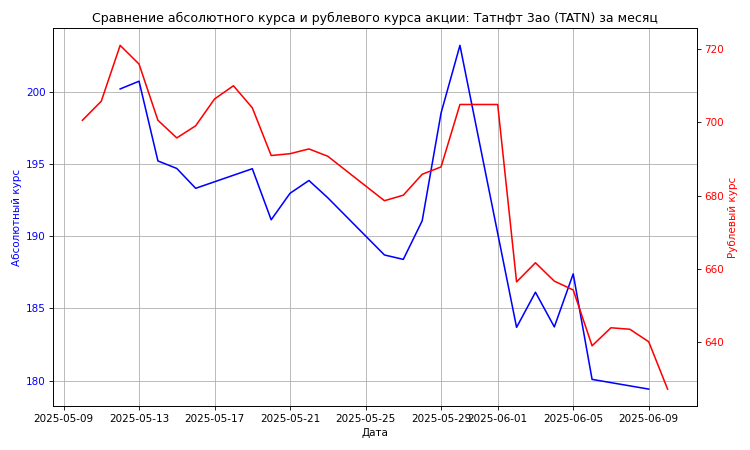 Сравнение абсолютного курса и рублевого курса акции: Татнфт 3ао (TATN) за месяц
200
195
190
185
180
Абсолютный курс
720
700
680
660
640
Рублевый курс
2025-05-09 2025-05-13 2025-05-17 2025-05-21 2025-05-25 2025-05-29 2025-06-01 2025-06-05 2025-06-09
Дата